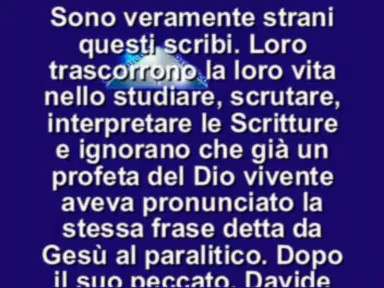 Sono veramente strani
questi scribi. Loro
trascorrono la loro vita
nello studiare, scrutare,
interpretare le Scritture
e ignorano che già un
profeta del Dio vivente
aveva pronunciato la
stessa frase detta da
Gesù al paralitico. Dopo
il suo peccato, Davide